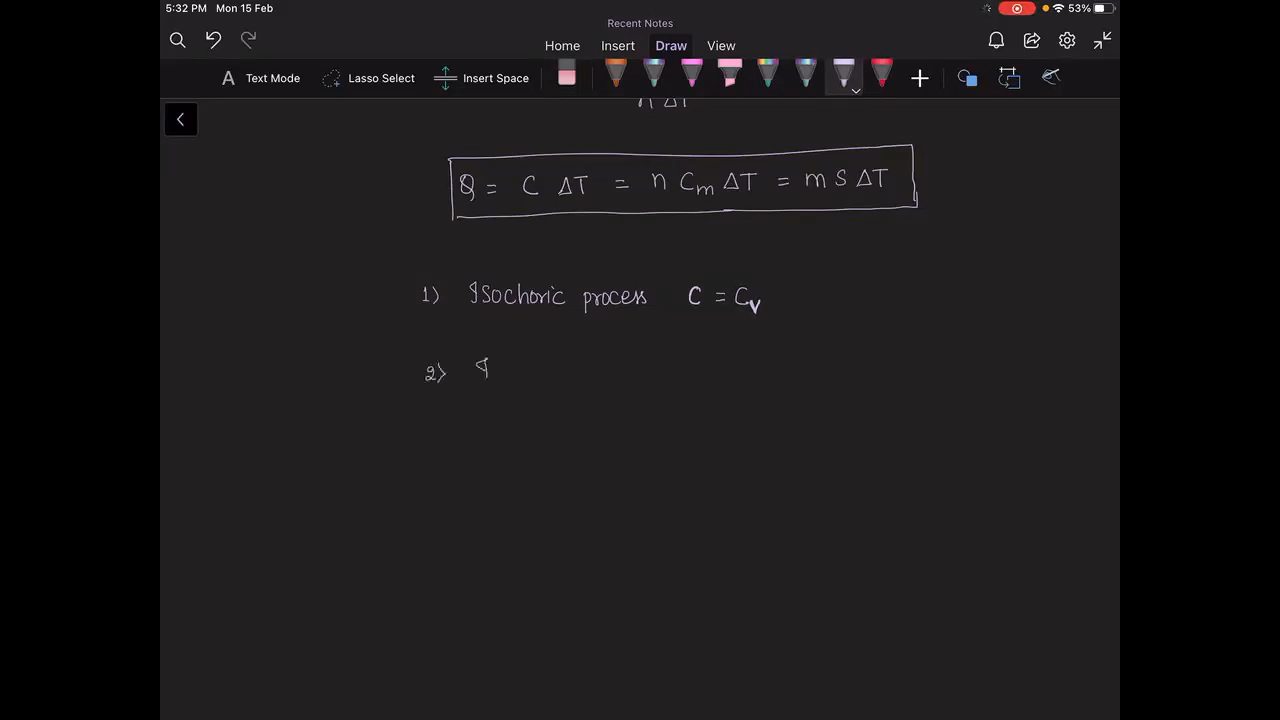 5:32 PM Mon 15 Feb
53%
Recent Notes
Home Insert Draw View
Text Mode Lasso Select Insert Space
n ΔT
Q = C ΔT = n Cm ΔT = m S ΔT
1) Isochoric process C = Cv
2) I